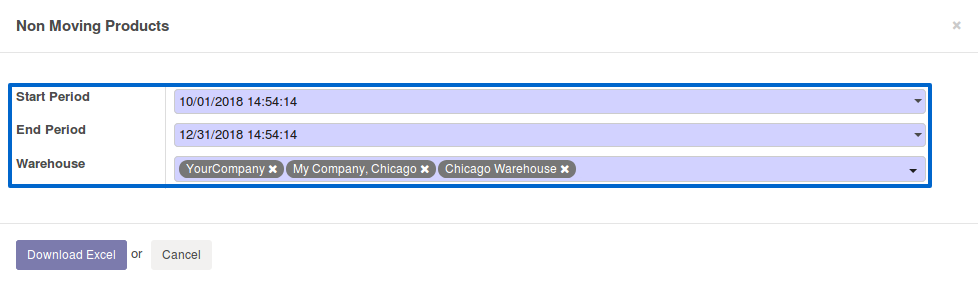 Non Moving Products ×
Start Period 10/01/2018 14:54:14
End Period 12/31/2018 14:54:14
Warehouse YourCompany ✖ My Company, Chicago ✖ Chicago Warehouse ✖
Download Excel or Cancel